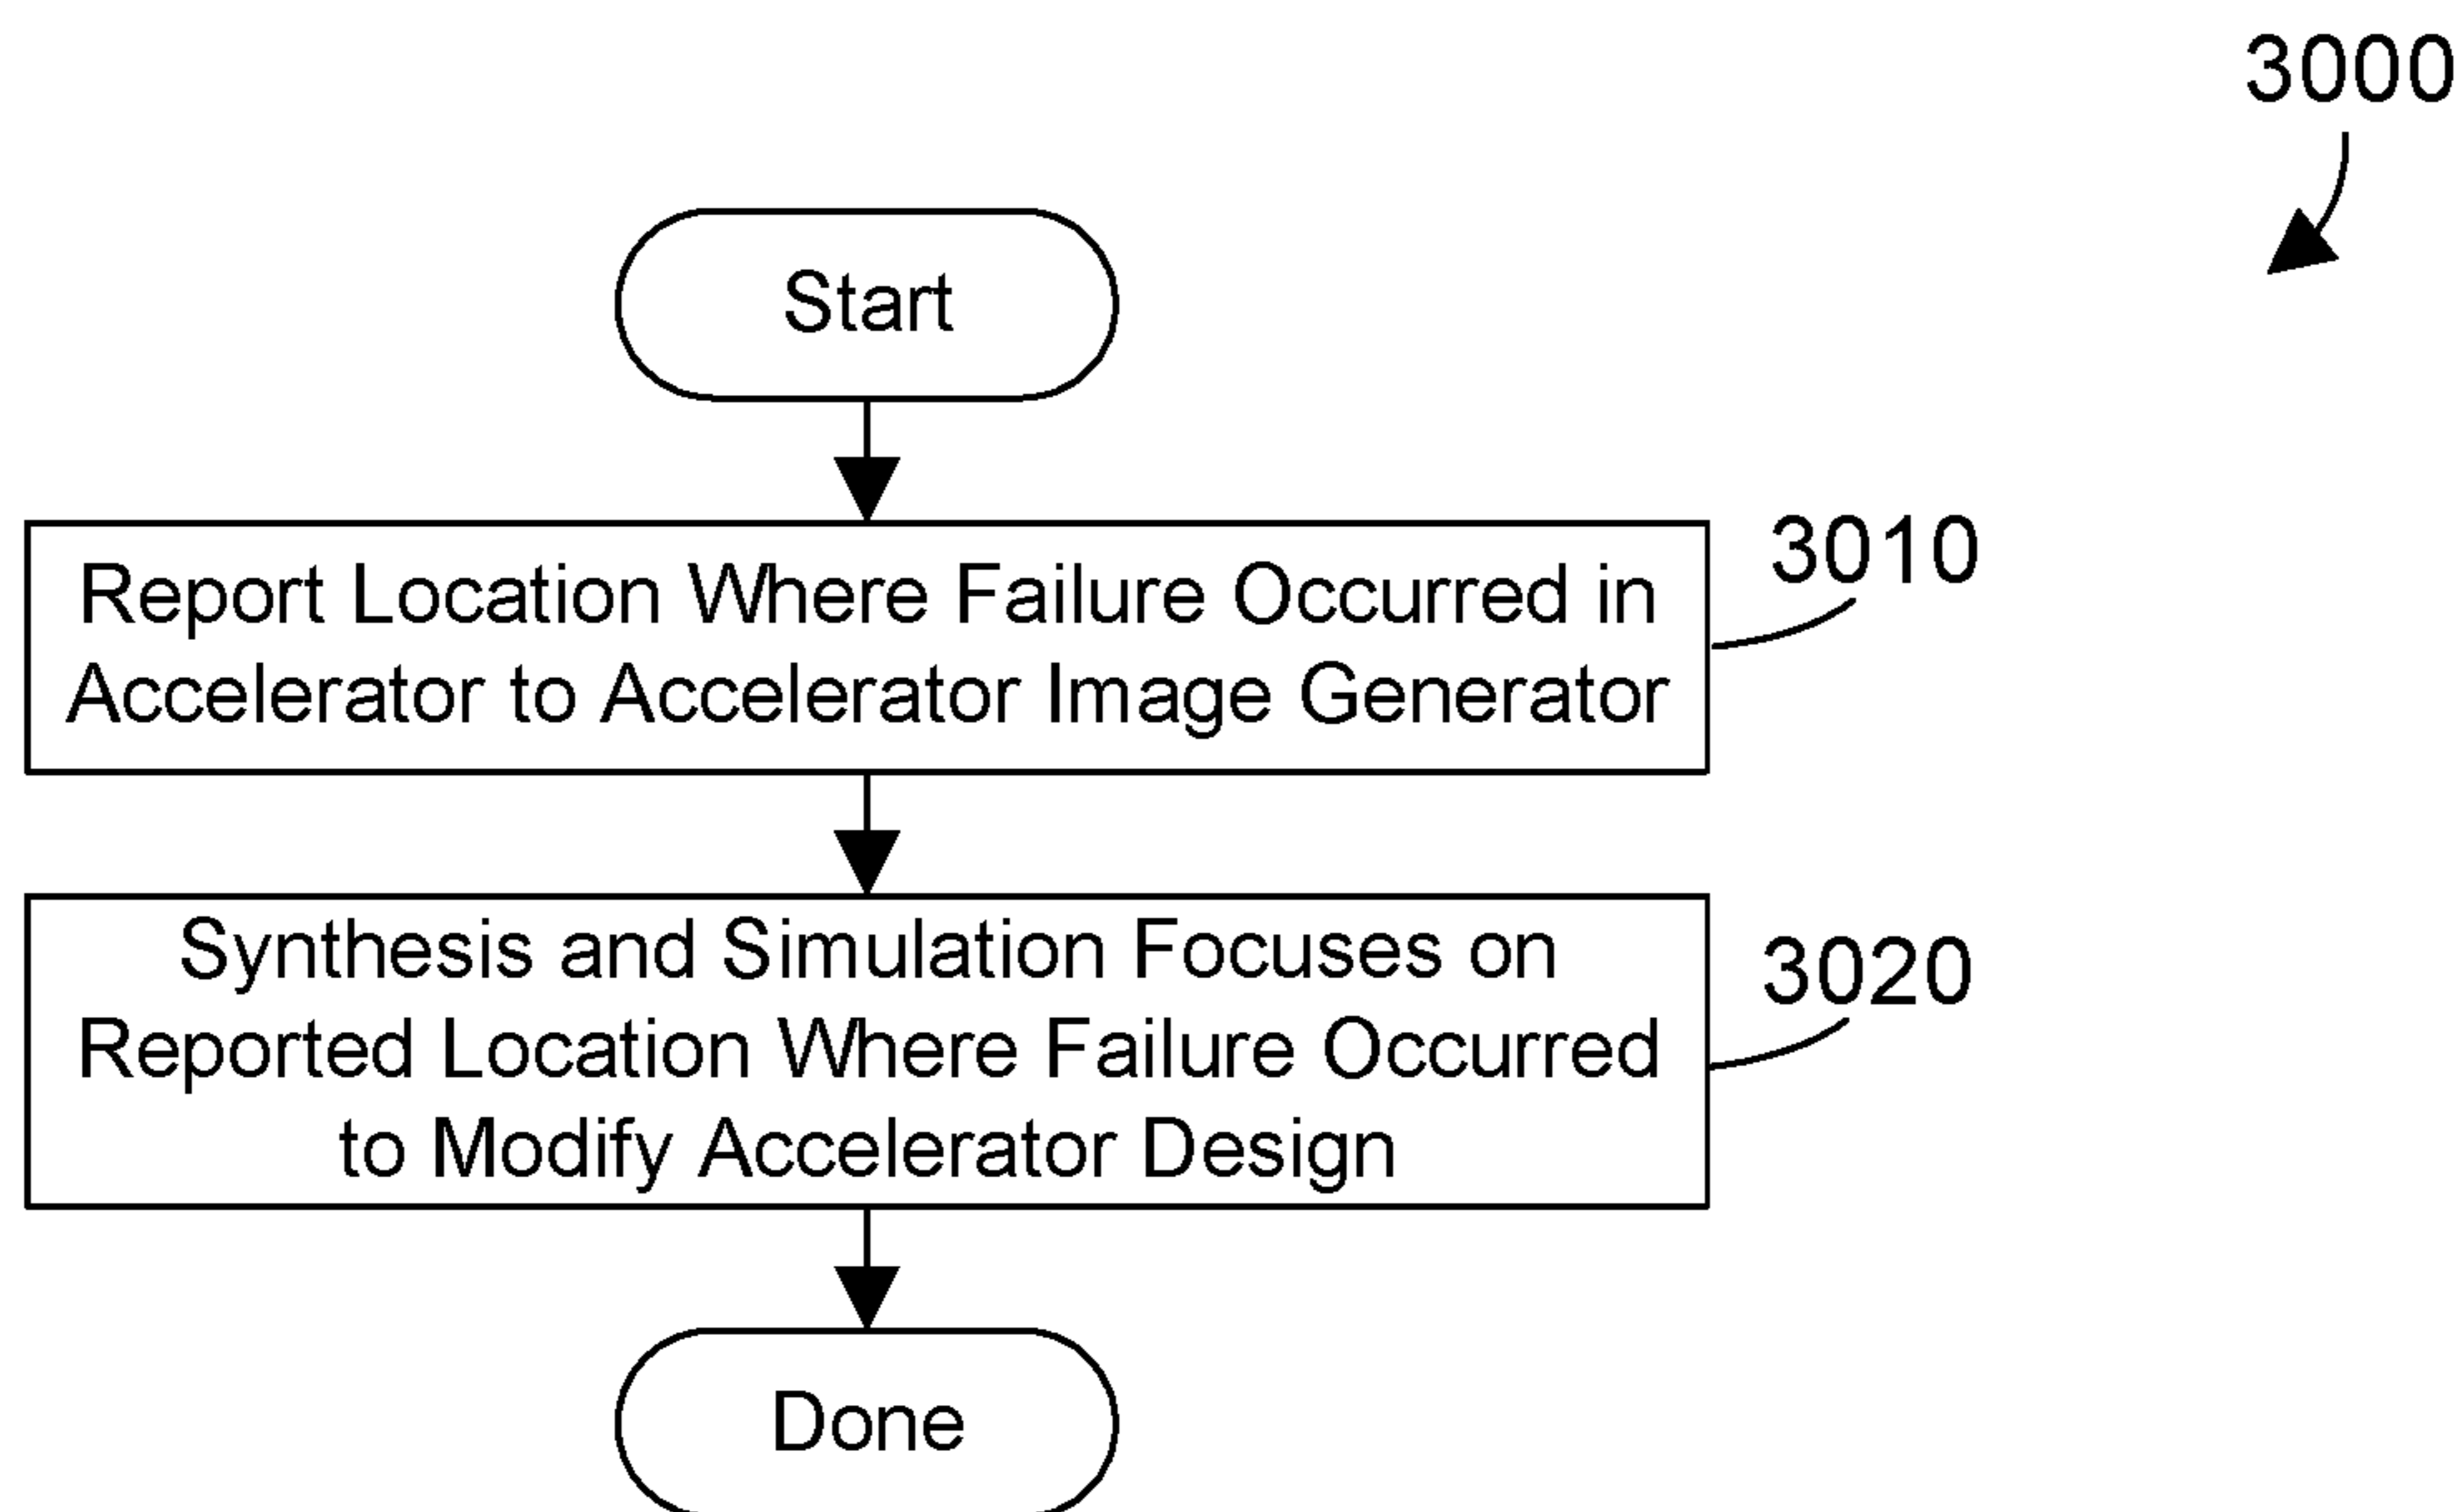 3000
Start
Report Location Where Failure Occurred in
Accelerator to Accelerator Image Generator
3010
Synthesis and Simulation Focuses on
Reported Location Where Failure Occurred
to Modify Accelerator Design
3020
Done